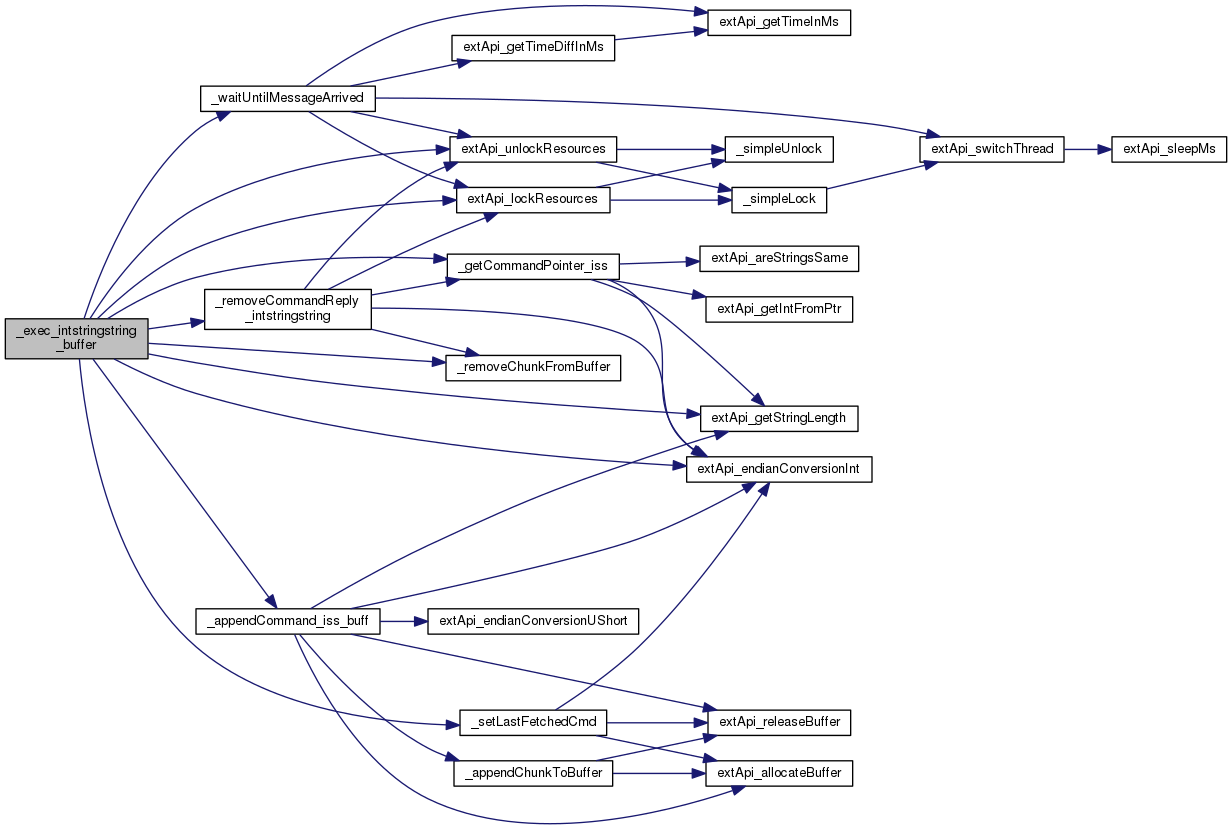 extApi_getTimeInMs
extApi_getTimeDiffInMs
_waitUntilMessageArrived
extApi_unlockResources
_simpleUnlock
extApi_switchThread
extApi_sleepMs
extApi_lockResources
_simpleLock
_getCommandPointer_iss
extApi_areStringsSame
_removeCommandReply
_intstringstring
extApi_getIntFromPtr
_exec_intstringstring
_buffer
_removeChunkFromBuffer
extApi_getStringLength
extApi_endianConversionInt
_appendCommand_iss_buff
extApi_endianConversionUShort
_setLastFetchedCmd
extApi_releaseBuffer
_appendChunkToBuffer
extApi_allocateBuffer